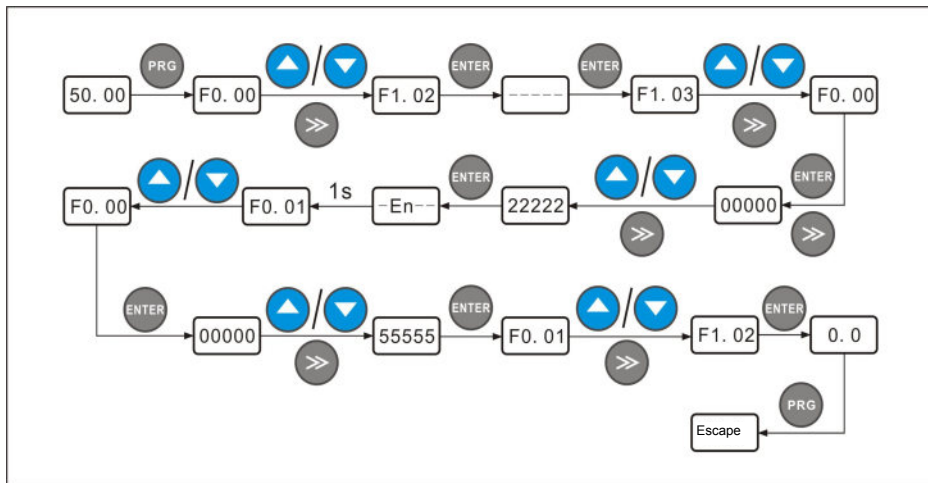 PRG
ENTER
ENTER
50. 00
F0. 00
F1. 02
-----
F1. 03
F0. 00
ENTER
1s
ENTER
F0. 00
F0. 01
-En--
22222
00000
ENTER
ENTER
ENTER
00000
55555
F0. 01
F1. 02
0. 0
PRG
Escape